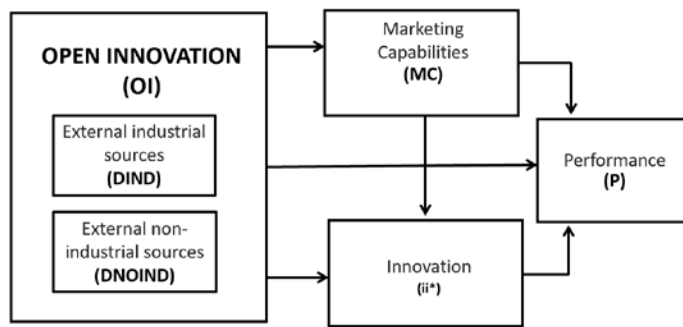 OPEN INNOVATION
(OI)
External industrial
sources
(DIND)
External non-
industrial sources
(DNOIND)
Marketing
Capabilities
(MC)
Innovation
(ii*)
Performance
(P)